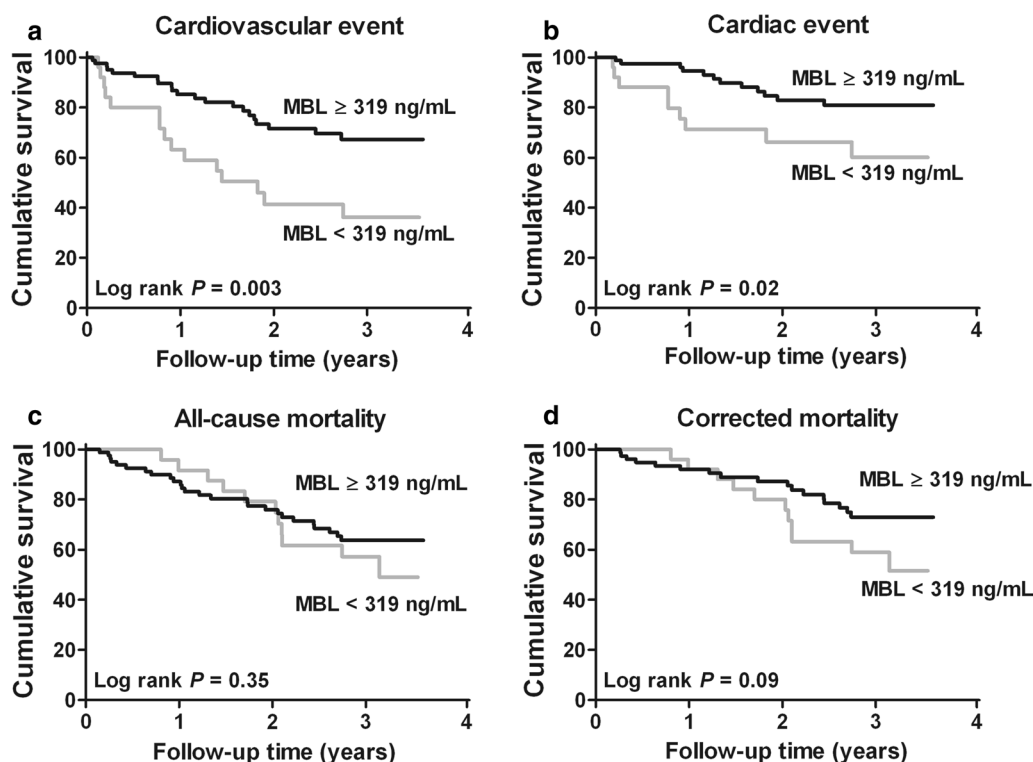 a
Cardiovascular event
Cumulative survival
100
80
60
40
20
0
MBL ≥ 319 ng/mL
MBL < 319 ng/mL
Log rank P = 0.003
0 1 2 3 4
Follow-up time (years)
b
Cardiac event
Cumulative survival
100
80
60
40
20
0
MBL ≥ 319 ng/mL
MBL < 319 ng/mL
Log rank P = 0.02
0 1 2 3 4
Follow-up time (years)
c
All-cause mortality
Cumulative survival
100
80
60
40
20
0
MBL ≥ 319 ng/mL
MBL < 319 ng/mL
Log rank P = 0.35
0 1 2 3 4
Follow-up time (years)
d
Corrected mortality
Cumulative survival
100
80
60
40
20
0
MBL ≥ 319 ng/mL
MBL < 319 ng/mL
Log rank P = 0.09
0 1 2 3 4
Follow-up time (years)